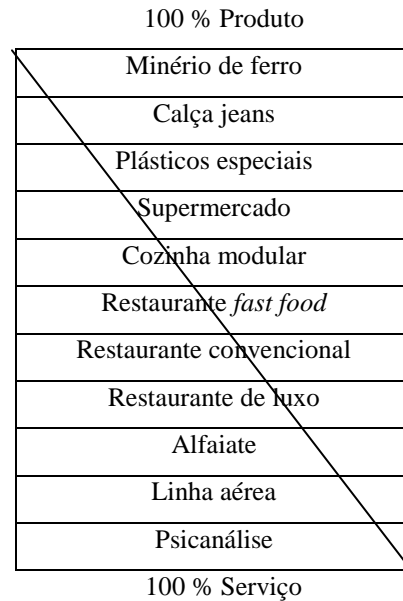 100 % Produto
Minério de ferro
Calça jeans
Plásticos especiais
Supermercado
Cozinha modular
Restaurante fast food
Restaurante convencional
Restaurante de luxo
Alfaiate
Linha aérea
Psicanálise
100 % Serviço